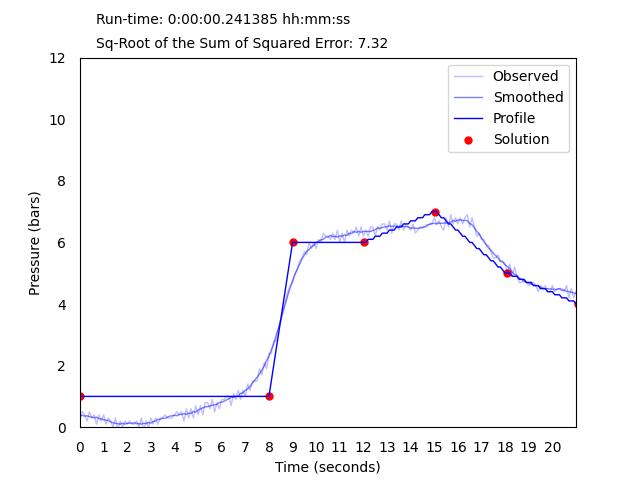 Run-time: 0:00:00.241385 hh:mm:ss
Sq-Root of the Sum of Squared Error: 7.32
12
10
8
6
4
2
0
Pressure (bars)
Observed
Smoothed
Profile
Solution
0 1 2 3 4 5 6 7 8 9 10 11 12 13 14 15 16 17 18 19 20
Time (seconds)